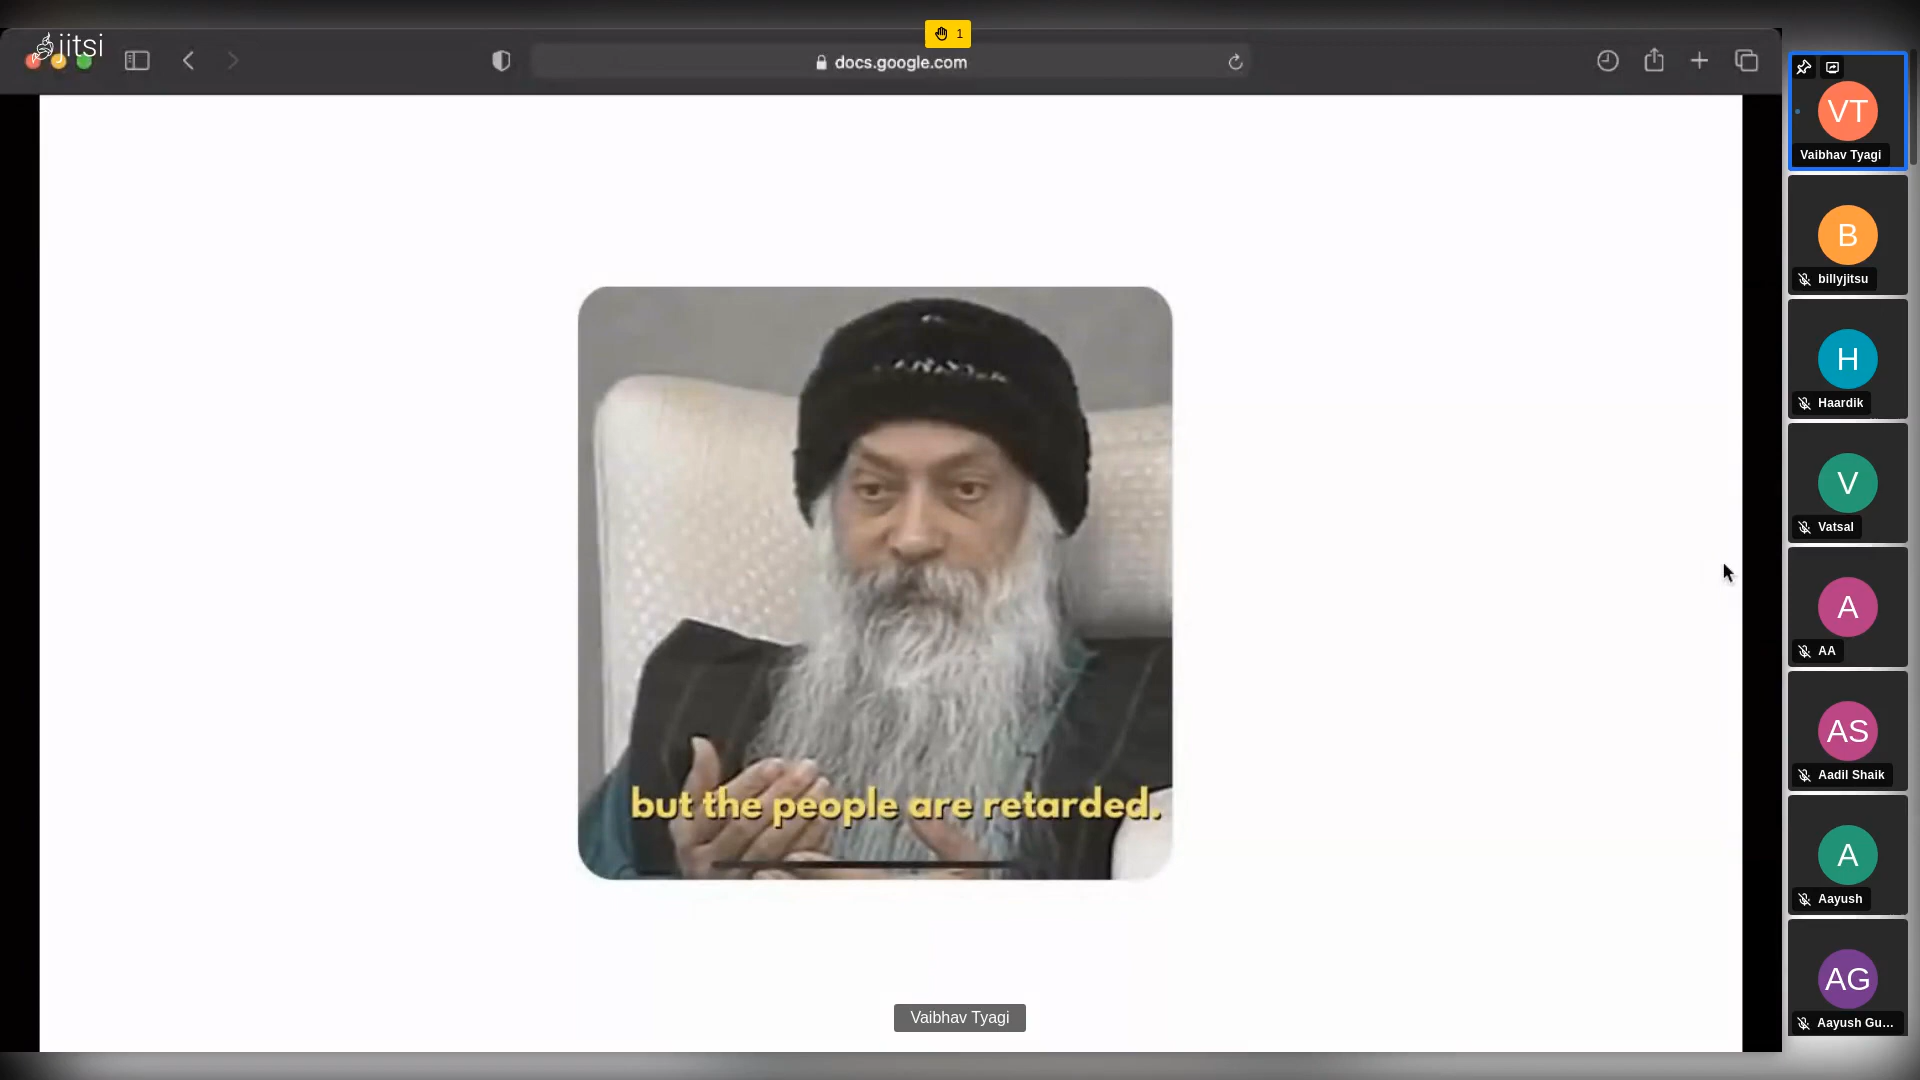 jitsi
1
docs.google.com
VT
Vaibhav Tyagi
B
billyjitsu
H
Haardik
V
Vatsal
A
AA
AS
Aadil Shaik
A
Aayush
AG
Aayush Gu...
but the people are retarded.
Vaibhav Tyagi